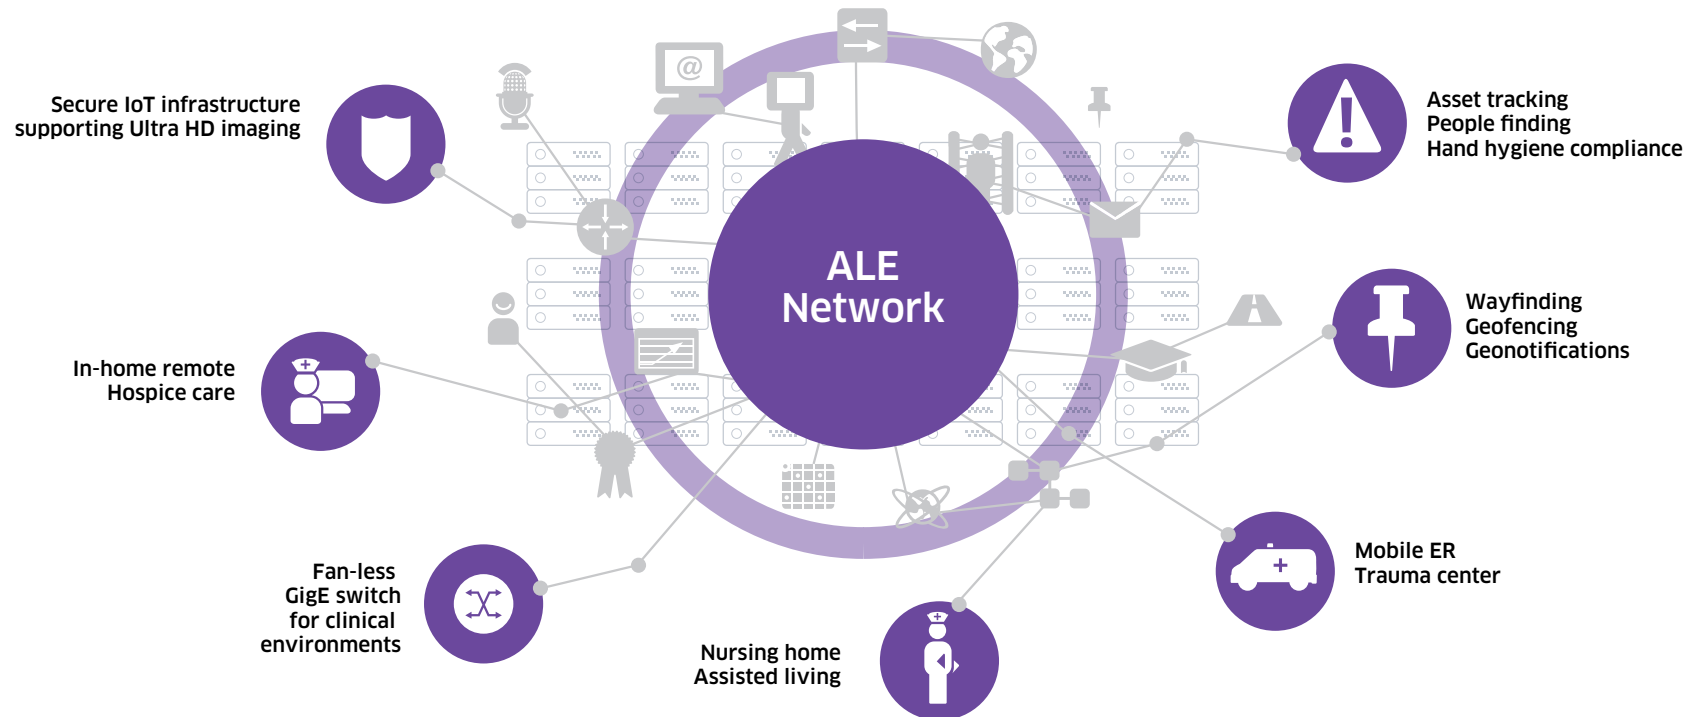 Secure IoT infrastructure
supporting Ultra HD imaging
@
Asset tracking
People finding
Hand hygiene compliance
ALE
Network
Wayfinding
Geofencing
Geonotifications
In-home remote
Hospice care
Fan-less
GigE switch
for clinical
environments
Mobile ER
Trauma center
Nursing home
Assisted living